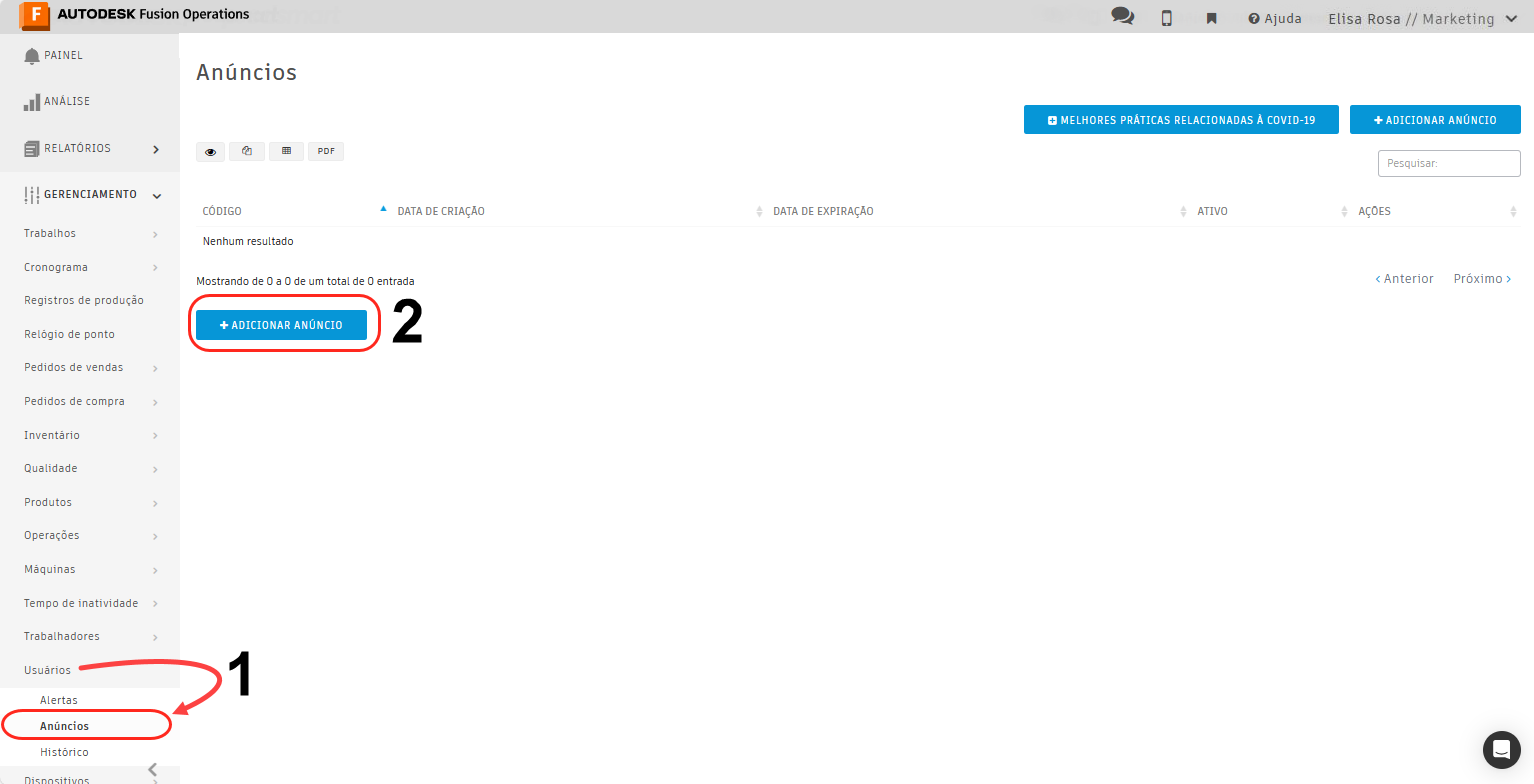 F AUTODESK Fusion Operations
Ajuda
Elisa Rosa // Marketing
PAINEL
ANÁLISE
RELATÓRIOS
GERENCIAMENTO
Trabalhos
Cronograma
Registros de produção
Relógio de ponto
Pedidos de vendas
Pedidos de compra
Inventário
Qualidade
Produtos
Operações
Máquinas
Tempo de inatividade
Trabalhadores
Usuários
1
Alertas
Anúncios
Histórico
Dispositivos
Anúncios
MELHORES PRÁTICAS RELACIONADAS À COVID-19
ADICIONAR ANÚNCIO
PDF
Pesquisar:
CÓDIGO DATA DE CRIAÇÃO DATA DE EXPIRAÇÃO ATIVO AÇÕES
Nenhum resultado
Mostrando de 0 a 0 de um total de 0 entrada
‹ Anterior Próximo ›
ADICIONAR ANÚNCIO
2